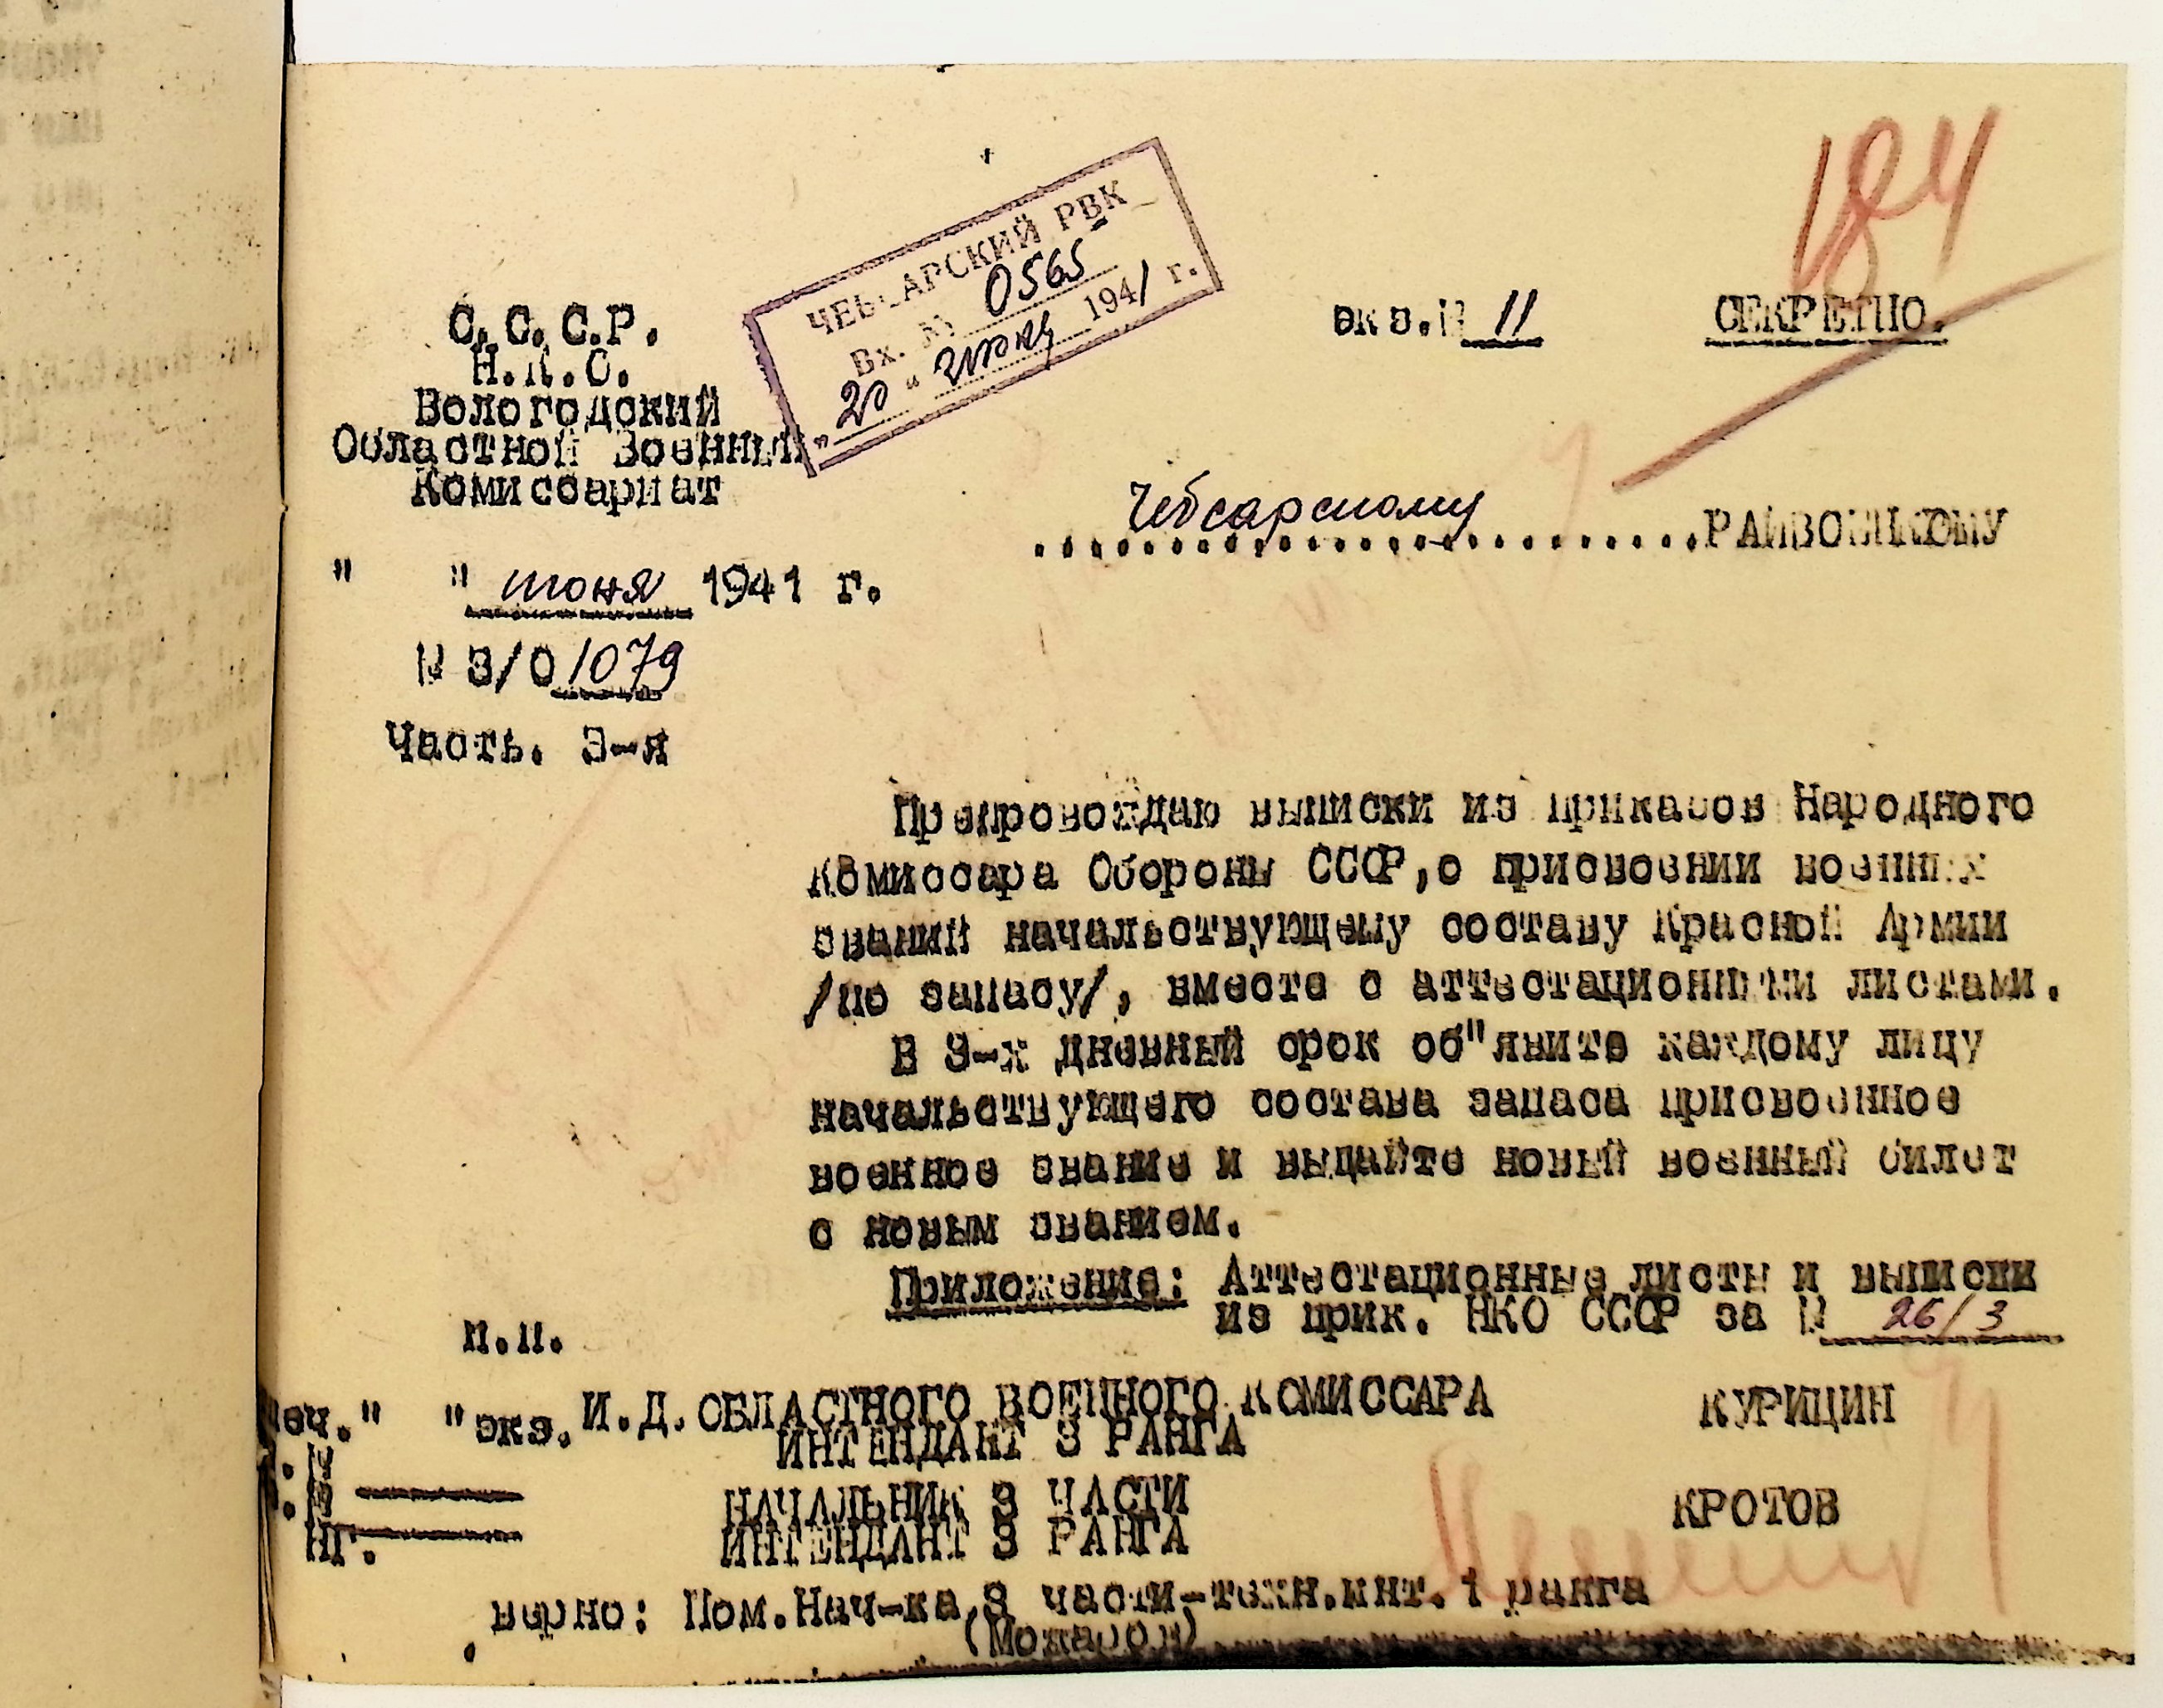 184
ЧЕБСАРСКИЙ РВК
Вх. № 0565
"20" июня 1941 г.
экз.№ 11
СЕКРЕТНО.
С.С.С.Р.
Н.К.О.
Вологодский
Областной Военный
Комиссариат
Чебсарскому РАЙВОЕНКОМУ
" " июня 1941 г.
№ 3/01079
Часть. 3-я
Препровождаю выписки из приказов Народного
Комиссара Обороны СССР,о присвоении военных
званий начальствующему составу Красной Армии
/по запасу/, вместе с аттестационными листами.
В 3-х дневный срок об"явите каждому лицу
начальствующего состава запаса присвоенное
военное звание и выдайте новый военный билет
с новым званием.
Приложение: Аттестационные листы и выписки
из прик. НКО СССР за № 26/3
п.п.
И.Д.ОБЛАСТНОГО ВОЕННОГО КОМИССАРА КУРИЦИН
ИНТЕНДАНТ 3 РАНГА
НАЧАЛЬНИК 3 ЧАСТИ
ИНТЕНДАНТ 3 РАНГА КРОТОВ
" "экз.
верно: Пом.Нач-ка 3 части-техн.инт.1 ранга